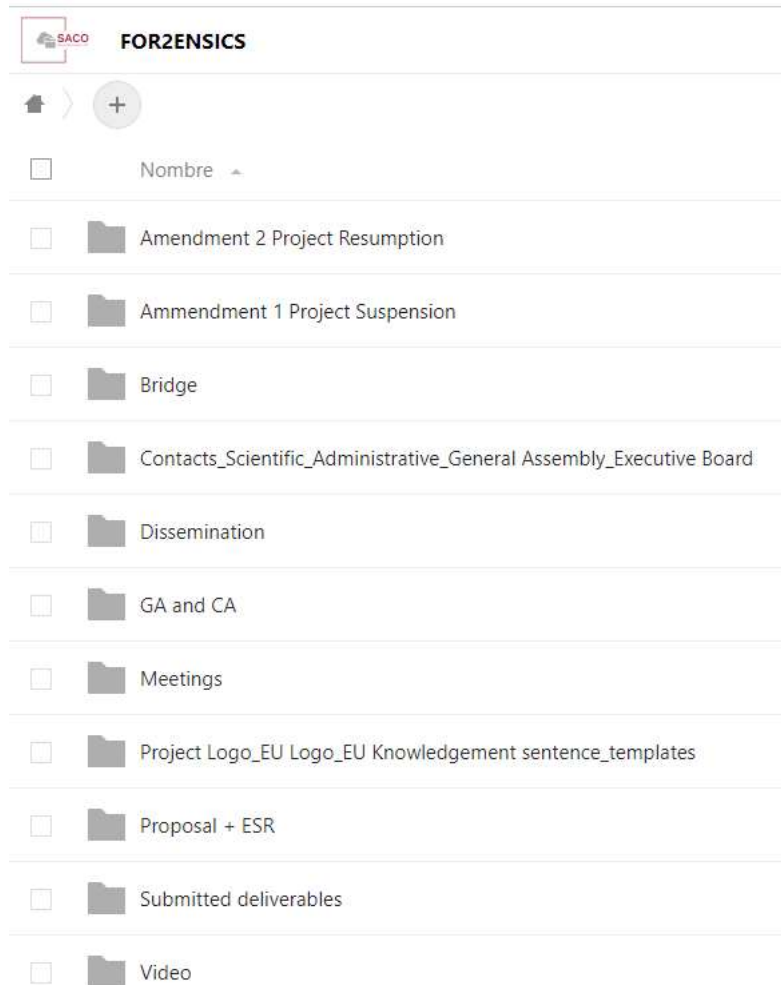 SACO
FOR2ENSICS
Nombre
Amendment 2 Project Resumption
Ammendment 1 Project Suspension
Bridge
Contacts_Scientific_Administrative_General Assembly_Executive Board
Dissemination
GA and CA
Meetings
Project Logo_EU Logo_EU Knowledgement sentence_templates
Proposal + ESR
Submitted deliverables
Video